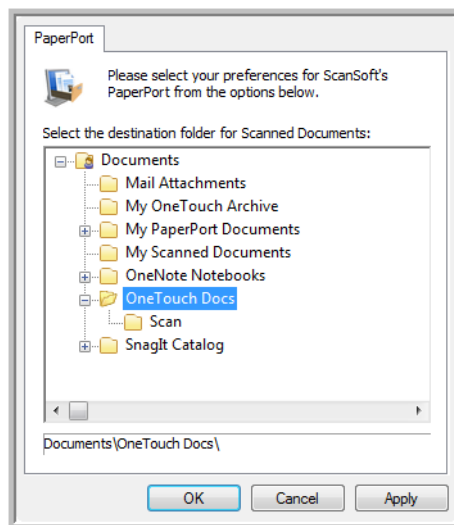 PaperPort
Please select your preferences for ScanSoft's
PaperPort from the options below.
Select the destination folder for Scanned Documents:
Documents
Mail Attachments
My OneTouch Archive
My PaperPort Documents
My Scanned Documents
OneNote Notebooks
OneTouch Docs
Scan
SnagIt Catalog
Documents\OneTouch Docs\
OK Cancel Apply